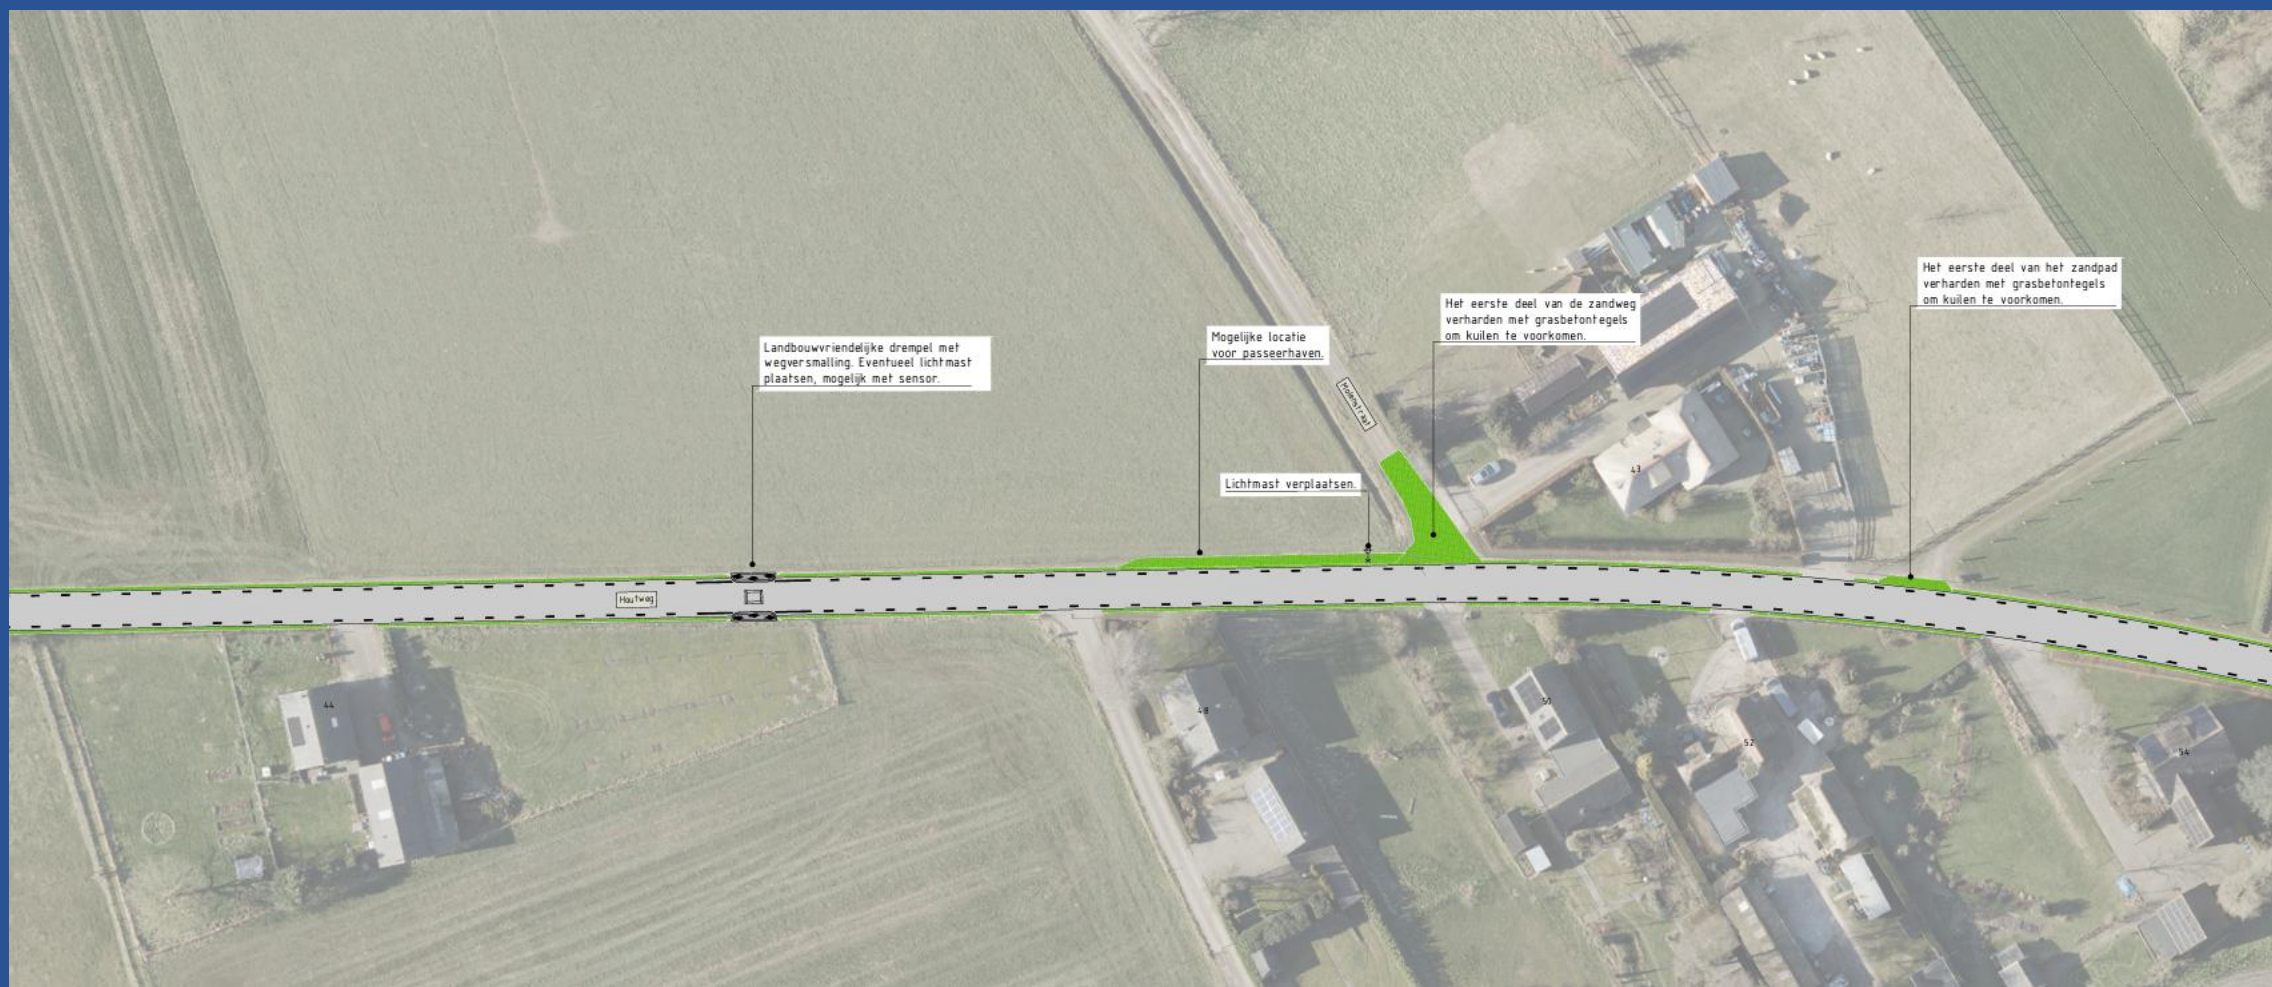 Het eerste deel van het zandpad
verharden met grasbetontegels
om kuilen te voorkomen.
Het eerste deel van de zandweg
verharden met grasbetontegels
om kuilen te voorkomen.
Mogelijke locatie
voor passeerhaven.
Landbouwvriendelijke drempel met
wegversmalling. Eventueel lichtmast
plaatsen, mogelijk met sensor.
Molenstraat
43
Lichtmast verplaatsen.
Houtweg
44
48
50
52
54